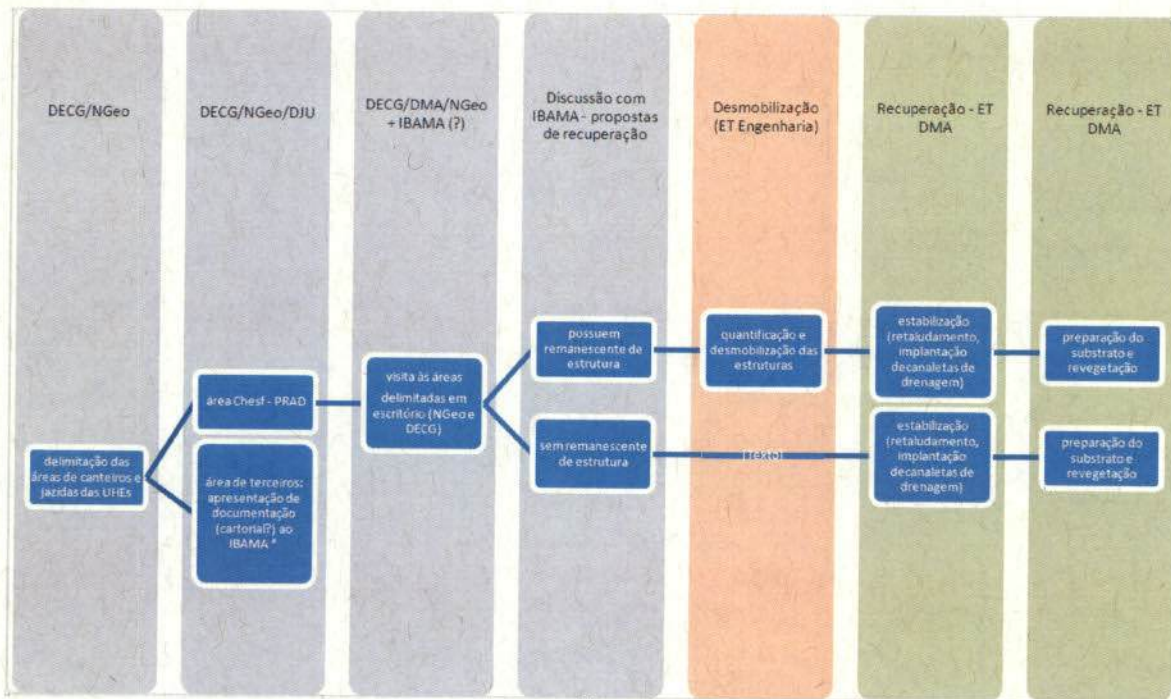 DECG/NGeo
DECG/NGeo/DJU
DECG/DMA/NGeo
+ IBAMA (?)
Discussão com
IBAMA - propostas
de recuperação
Desmobilização
(ET Engenharia)
Recuperação - ET
DMA
Recuperação - ET
DMA
delimitação das
áreas de canteiros e
jazidas das UHEs
área Chesf - PRAD
área de terceiros:
apresentação de
documentação
(cartorial?) ao
IBAMA *
visita às áreas
delimitadas em
escritório (NGeo e
DECG)
possuem
remanescente de
estrutura
sem remanescente
de estrutura
quantificação e
desmobilização das
estruturas
[Texto]
estabilização
(retaludamento,
implantação
decanaletas de
drenagem)
estabilização
(retaludamento,
implantação
decanaletas de
drenagem)
preparação do
substrato e
revegetação
preparação do
substrato e
revegetação